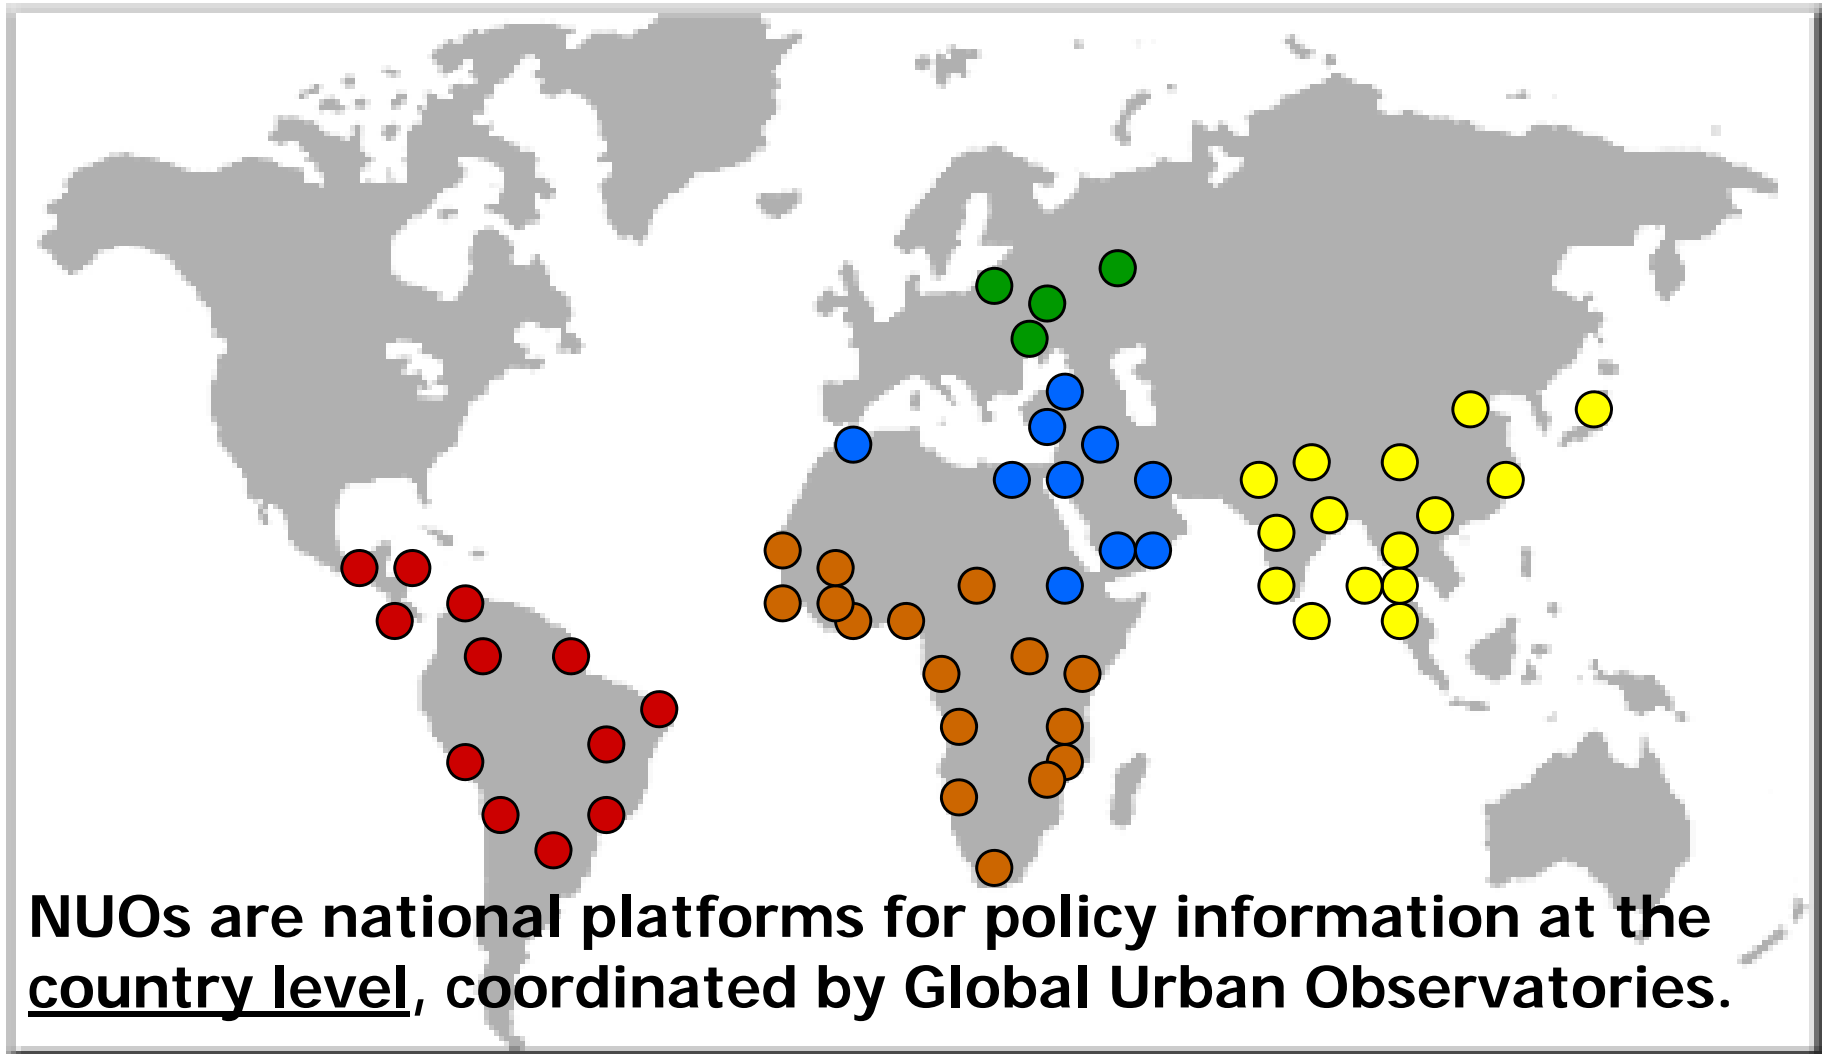 NUOs are national platforms for policy information at the
country level, coordinated by Global Urban Observatories.